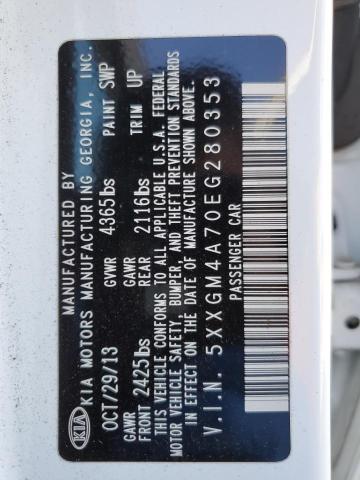 MANUFACTURED BY
KIA KIA MOTORS MANUFACTURING GEORGIA, INC.
OCT/29/13 GVWR 4365lbs PAINT SWP
GAWR FRONT 2425lbs GAWR REAR 2116lbs TRIM UP
THIS VEHICLE CONFORMS TO ALL APPLICABLE U.S.A. FEDERAL
MOTOR VEHICLE SAFETY, BUMPER, AND THEFT PREVENTION STANDARDS
IN EFFECT ON THE DATE OF MANUFACTURE SHOWN ABOVE.
V.I.N. 5XXGM4A70EG280353
PASSENGER CAR